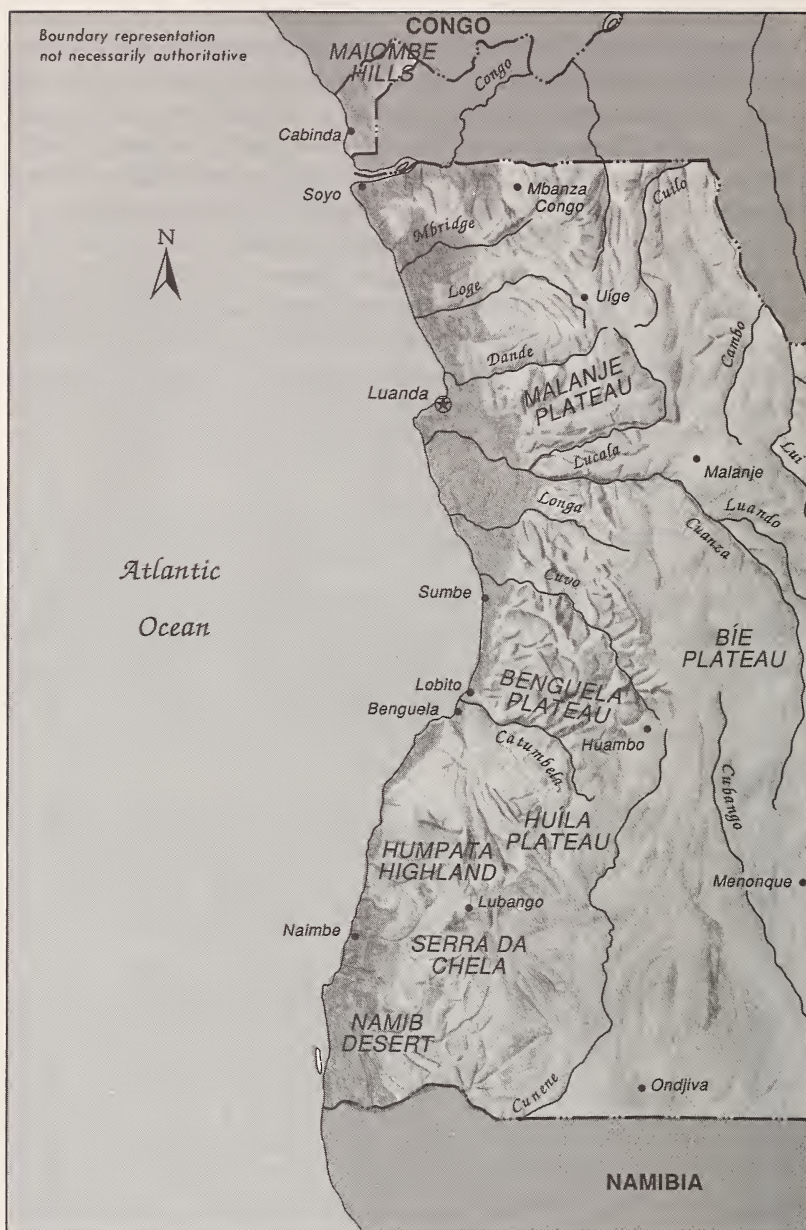 Boundary representation
not necessarily authoritative
CONGO
MAIOMBE
HILLS
Congo
Cabinda
Soyo
Mbanza
Congo
Cuilo
N
Mbridge
Loge
Uíge
Dande
Cambo
Luanda
MALANJE
PLATEAU
Lucala
Malanje
Lui
Longa
Luando
Cuanza
Atlantic
Ocean
Cuvo
Sumbe
BÍE
PLATEAU
Lobito
BENGUELA
PLATEAU
Benguela
Huambo
Catumbela
Cubango
HUÍLA
PLATEAU
HUMPATA
HIGHLAND
Menonque
Lubango
Naimbe
SERRA DA
CHELA
NAMIB
DESERT
Cunene
Ondjiva
NAMIBIA